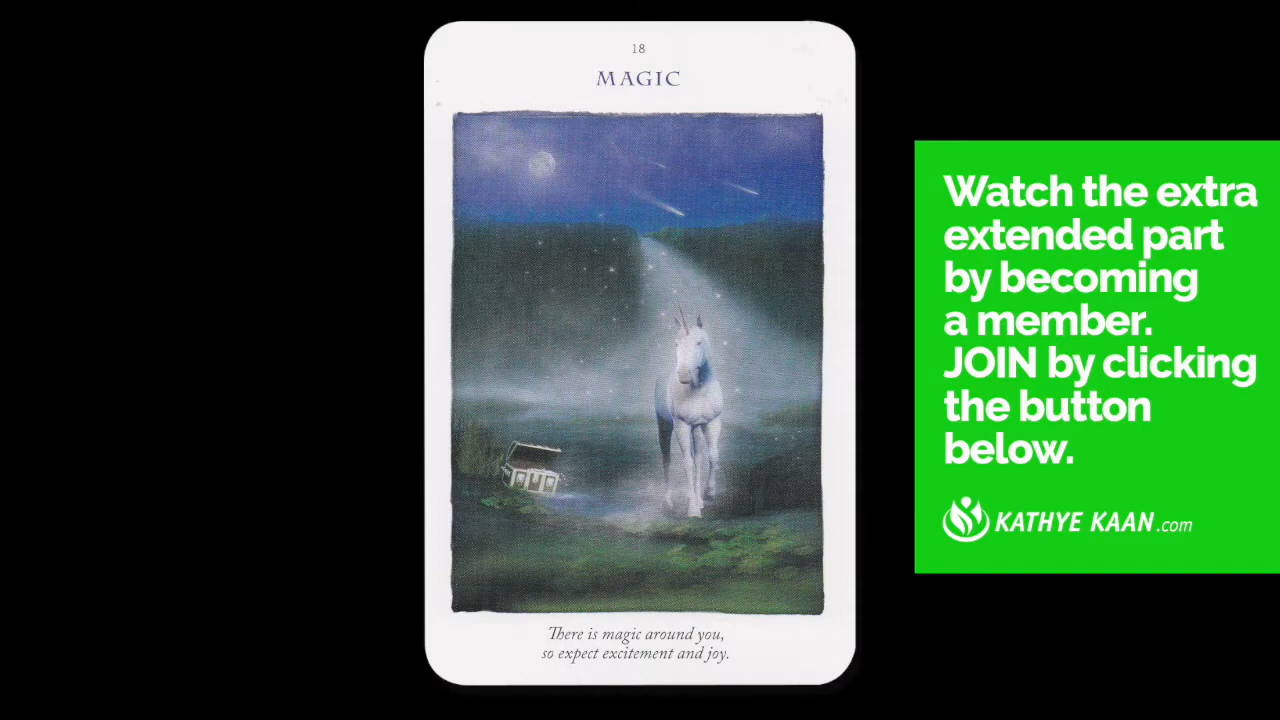 18
MAGIC
There is magic around you,
so expect excitement and joy.
Watch the extra
extended part
by becoming
a member.
JOIN by clicking
the button
below.
KATHYE KAAN.com